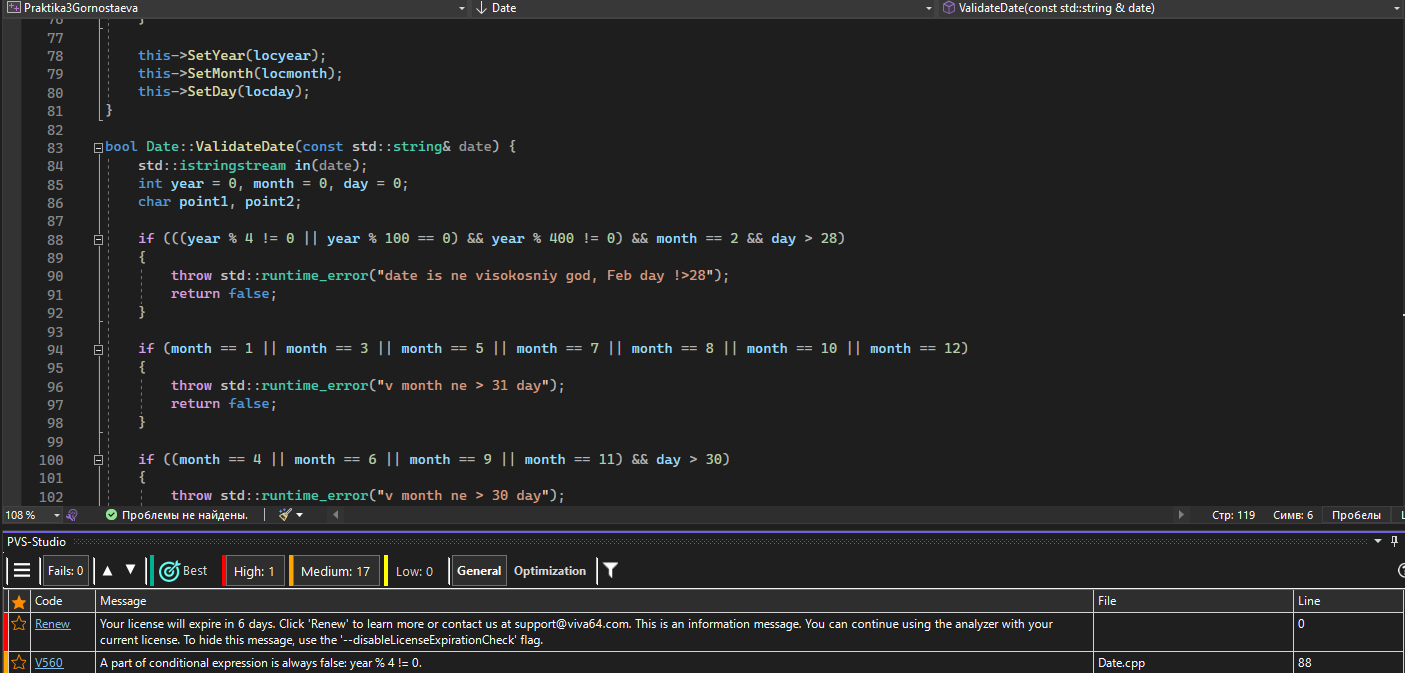 Praktika3Gornostaeva Date ValidateDate(const std::string & date)
76 }
77
78 this->SetYear(locyear);
79 this->SetMonth(locmonth);
80 this->SetDay(locday);
81 }
82
83 bool Date::ValidateDate(const std::string& date) {
84 std::istringstream in(date);
85 int year = 0, month = 0, day = 0;
86 char point1, point2;
87
88 if (((year % 4 != 0 || year % 100 == 0) && year % 400 != 0) && month == 2 && day > 28)
89 {
90 throw std::runtime_error("date is ne visokosniy god, Feb day !>28");
91 return false;
92 }
93
94 if (month == 1 || month == 3 || month == 5 || month == 7 || month == 8 || month == 10 || month == 12)
95 {
96 throw std::runtime_error("v month ne > 31 day");
97 return false;
98 }
99
100 if ((month == 4 || month == 6 || month == 9 || month == 11) && day > 30)
101 {
102 throw std::runtime_error("v month ne > 30 day");
108 % Проблемы не найдены. Стр: 119 Симв: 6 Пробелы
PVS-Studio
Fails: 0 Best High: 1 Medium: 17 Low: 0 General Optimization
Code Message File Line
Renew Your license will expire in 6 days. Click 'Renew' to learn more or contact us at support@viva64.com. This is an information message. You can continue using the analyzer with your 0
current license. To hide this message, use the '--disableLicenseExpirationCheck' flag.
V560 A part of conditional expression is always false: year % 4 != 0. Date.cpp 88